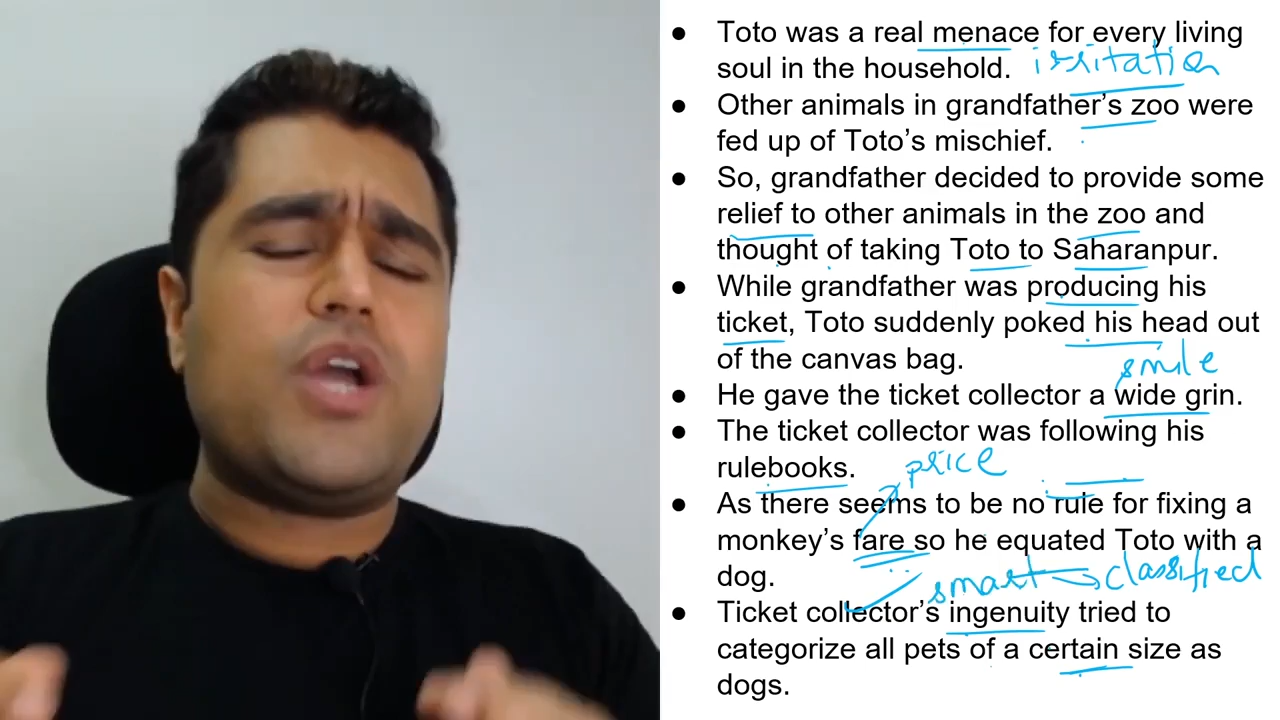 ● Toto was a real menace for every living
soul in the household. irritation
● Other animals in grandfather's zoo were
fed up of Toto's mischief.
● So, grandfather decided to provide some
relief to other animals in the zoo and
thought of taking Toto to Saharanpur.
● While grandfather was producing his
ticket, Toto suddenly poked his head out
of the canvas bag.
smile
● He gave the ticket collector a wide grin.
● The ticket collector was following his
rulebooks.
price
● As there seems to be no rule for fixing a
monkey's fare so he equated Toto with a
dog.
smart classified
● Ticket collector's ingenuity tried to
categorize all pets of a certain size as
dogs.